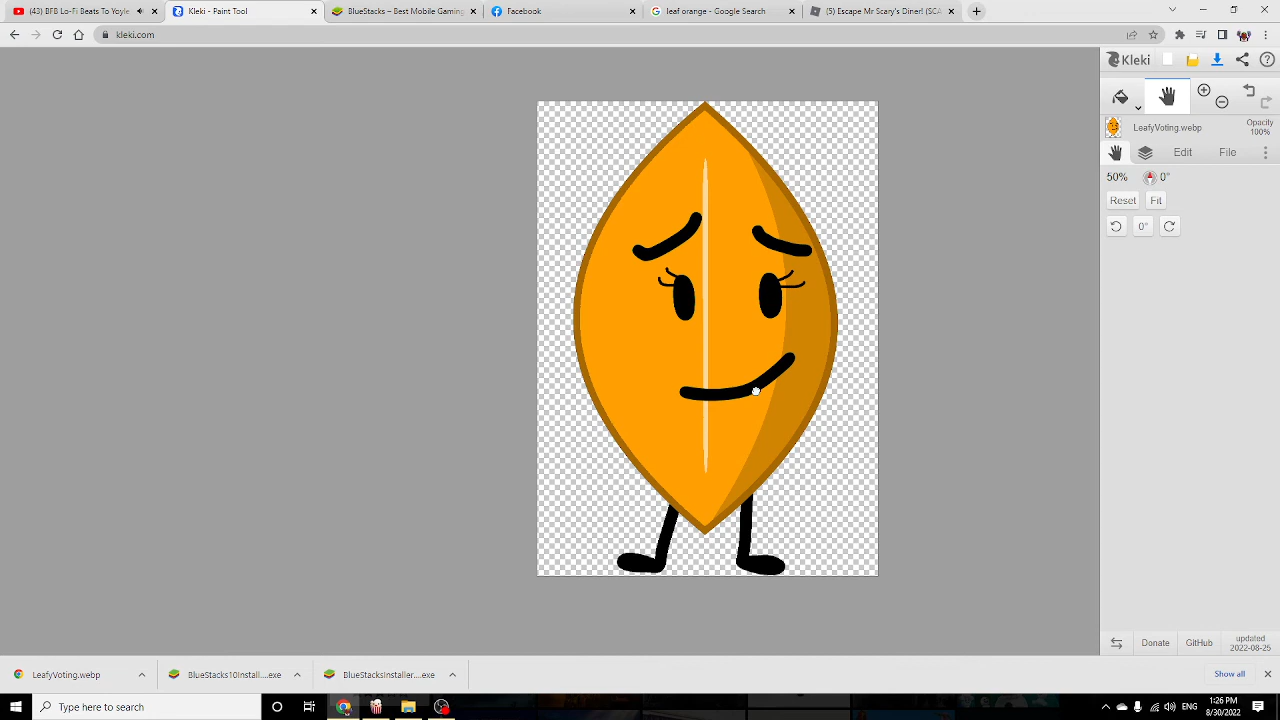 (43) BFB Lo-Fi Beats To Yoyle
Kleki - Paint Tool
BlueStacks – Best Mobile Gaming
Facebook
leaf orange - Google Search
(5) Escape Mr Scary's Diner! (SCA
kleki.com
Kleki
LeafyVoting.webp
Opacity
100%
Edit
File
50%
0°
Reset
Fit
0°
Donate
GitHub
updated
2022-08-25
LeafyVoting.webp
BlueStacks10Install....exe
BlueStacksInstaller....exe
Show all
Type here to search
ENG
1:26 PM
8/30/2022